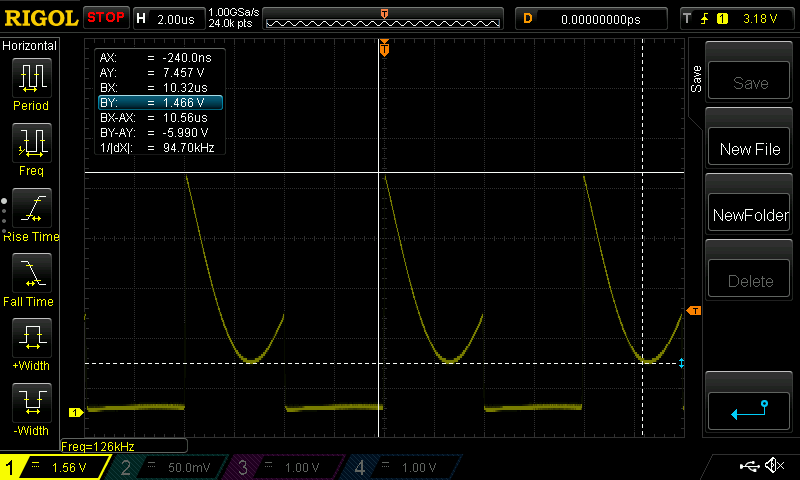 RIGOL STOP H 2.00us 1.00GSa/s 24.0k pts T D 0.00000000ps T 1 3.18 V
Horizontal
Period
Freq
Rise Time
Fall Time
+Width
-Width
AX: = -240.0ns
AY: = 7.457 V
BX: = 10.32us
BY: = 1.466 V
BX-AX: = 10.56us
BY-AY: = -5.990 V
1/|dX|: = 94.70kHz
T
T
1
Save
Save
New File
NewFolder
Delete
Freq=126kHz
1 = 1.56 V 2 = 50.0mV 3 = 1.00 V 4 = 1.00 V